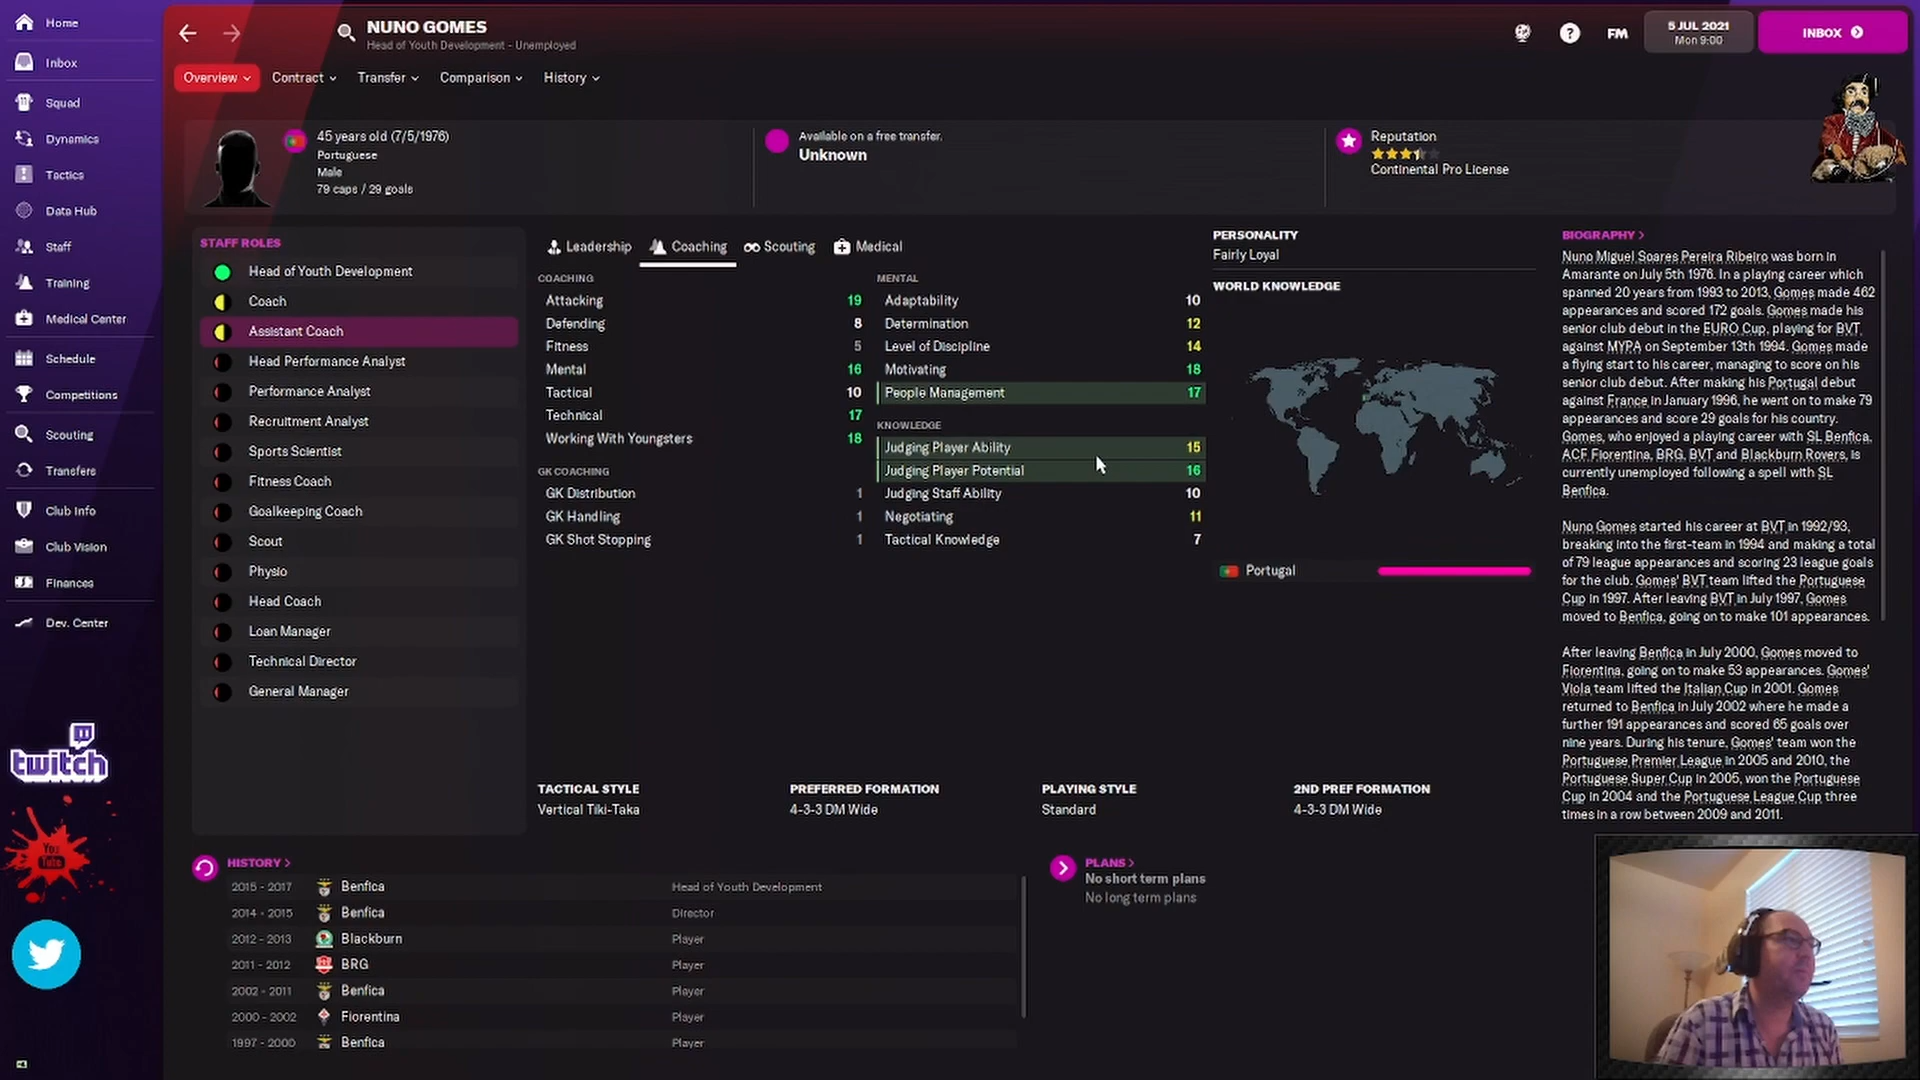 Home
Inbox
Squad
Dynamics
Tactics
Data Hub
Staff
Training
Medical Center
Schedule
Competitions
Scouting
Transfers
Club Info
Club Vision
Finances
Dev. Center
twitch
You
Tube
NUNO GOMES
Head of Youth Development - Unemployed
?
FM
5 JUL 2021
Mon 9:00
INBOX
Overview
Contract
Transfer
Comparison
History
45 years old (7/5/1976)
Portuguese
Male
79 caps / 29 goals
Available on a free transfer.
Unknown
Reputation
Continental Pro License
STAFF ROLES
Head of Youth Development
Coach
Assistant Coach
Head Performance Analyst
Performance Analyst
Recruitment Analyst
Sports Scientist
Fitness Coach
Goalkeeping Coach
Scout
Physio
Head Coach
Loan Manager
Technical Director
General Manager
Leadership
Coaching
Scouting
Medical
COACHING
Attacking 19
Defending 8
Fitness 5
Mental 16
Tactical 10
Technical 17
Working With Youngsters 18
GK COACHING
GK Distribution 1
GK Handling 1
GK Shot Stopping 1
MENTAL
Adaptability 10
Determination 12
Level of Discipline 14
Motivating 18
People Management 17
KNOWLEDGE
Judging Player Ability 15
Judging Player Potential 16
Judging Staff Ability 10
Negotiating 11
Tactical Knowledge 7
PERSONALITY
Fairly Loyal
WORLD KNOWLEDGE
Portugal
TACTICAL STYLE
Vertical Tiki-Taka
PREFERRED FORMATION
4-3-3 DM Wide
PLAYING STYLE
Standard
2ND PREF FORMATION
4-3-3 DM Wide
BIOGRAPHY >
Nuno Miguel Soares Pereira Ribeiro was born in
Amarante on July 5th 1976. In a playing career which
spanned 20 years from 1993 to 2013, Gomes made 462
appearances and scored 172 goals. Gomes made his
senior club debut in the EURO Cup, playing for BVT
against MYPA on September 13th 1994. Gomes made
a flying start to his career, managing to score on his
senior club debut. After making his Portugal debut
against France in January 1996, he went on to make 79
appearances and score 29 goals for his country.
Gomes, who enjoyed a playing career with SL Benfica,
ACF Fiorentina, BRG, BVT and Blackburn Rovers, is
currently unemployed following a spell with SL
Benfica.
Nuno Gomes started his career at BVT in 1992/93,
breaking into the first-team in 1994 and making a total
of 79 league appearances and scoring 23 league goals
for the club. Gomes' BVT team lifted the Portuguese
Cup in 1997. After leaving BVT in July 1997, Gomes
moved to Benfica, going on to make 101 appearances.
After leaving Benfica in July 2000, Gomes moved to
Fiorentina, going on to make 53 appearances. Gomes'
Viola team lifted the Italian Cup in 2001. Gomes
returned to Benfica in July 2002 where he made a
further 191 appearances and scored 65 goals over
nine years. During his tenure, Gomes' team won the
Portuguese Premier League in 2005 and 2010, the
Portuguese Super Cup in 2005, won the Portuguese
Cup in 2004 and the Portuguese League Cup three
times in a row between 2009 and 2011.
HISTORY >
2015 - 2017 Benfica Head of Youth Development
2014 - 2015 Benfica Director
2012 - 2013 Blackburn Player
2011 - 2012 BRG Player
2002 - 2011 Benfica Player
2000 - 2002 Fiorentina Player
1997 - 2000 Benfica Player
PLANS >
No short term plans
No long term plans